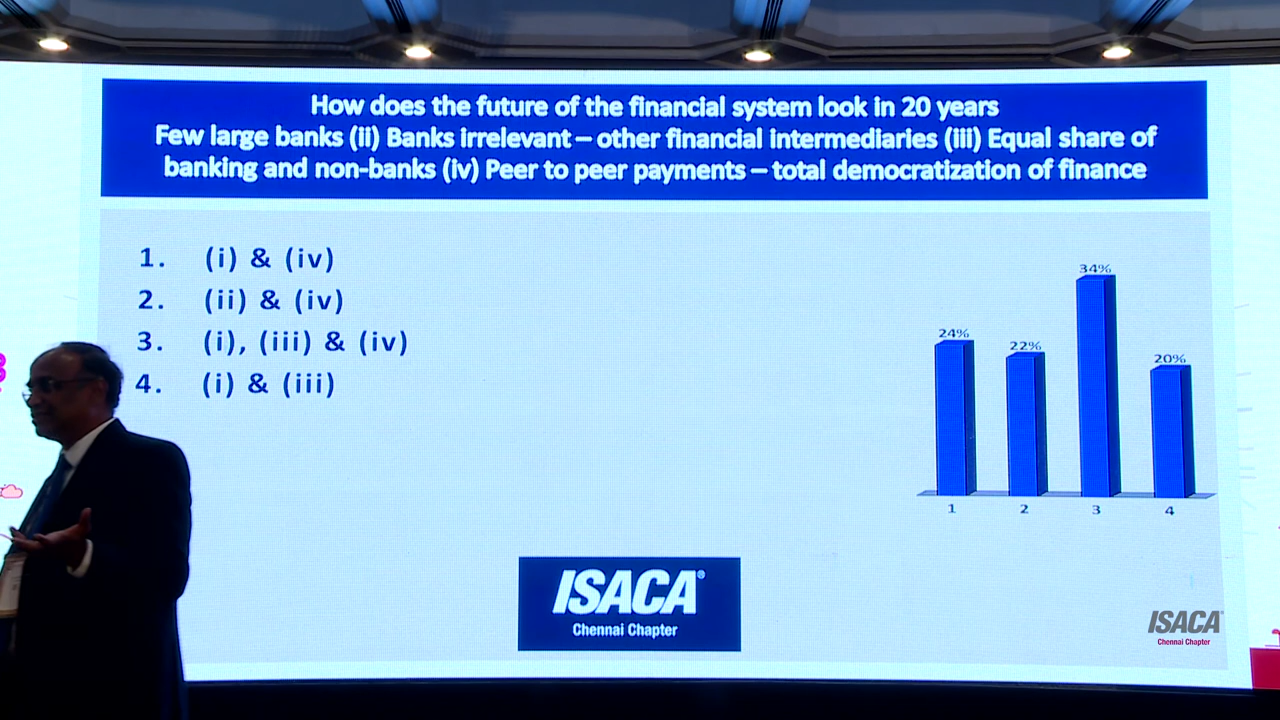 How does the future of the financial system look in 20 years
Few large banks (ii) Banks irrelevant – other financial intermediaries (iii) Equal share of
banking and non-banks (iv) Peer to peer payments – total democratization of finance
1. (i) & (iv)
2. (ii) & (iv)
3. (i), (iii) & (iv)
4. (i) & (iii)
34%
24%
22%
20%
1 2 3 4
ISACA®
Chennai Chapter
ISACA
Chennai Chapter